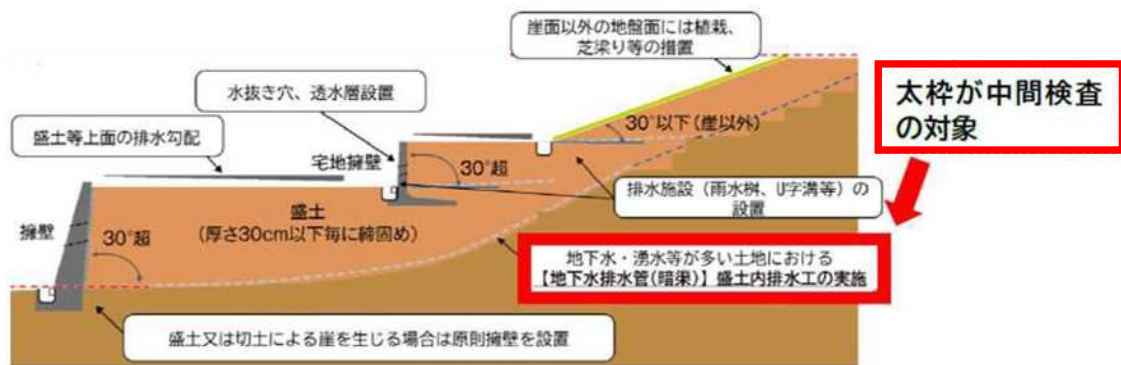 崖面以外の地盤面には植栽、
芝梁り等の措置
太枠が中間検査
の対象
水抜き穴、透水層設置
30°以下(崖以外)
盛土等上面の排水勾配
宅地擁壁
30°超
排水施設(雨水桝、U字溝等)の
設置
擁壁
30°超
盛土
(厚さ30cm以下毎に締固め)
地下水・湧水等が多い土地における
【地下水排水管(暗渠)】盛土内排水工の実施
盛土又は切土による崖を生じる場合は原則擁壁を設置